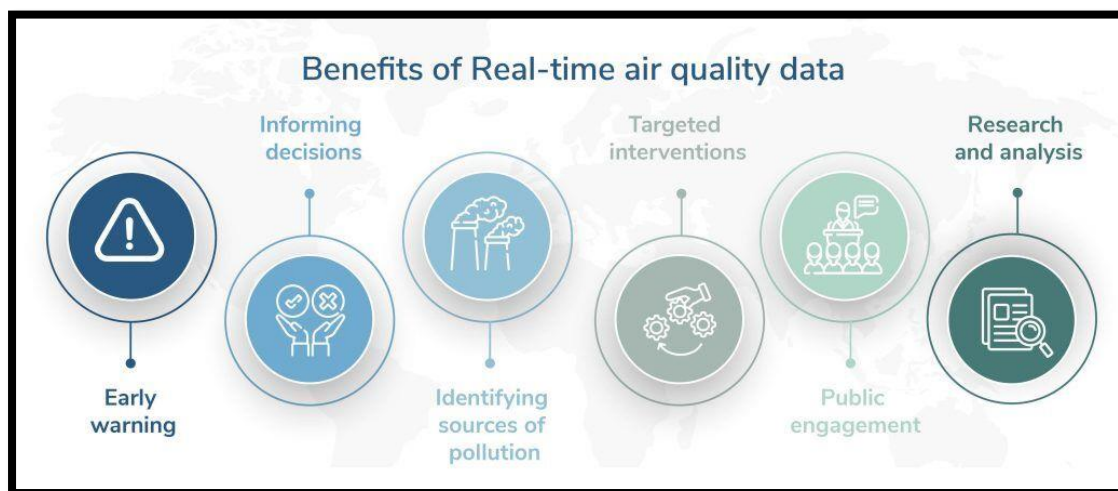 Benefits of Real-time air quality data
Early
warning
Informing
decisions
Identifying
sources of
pollution
Targeted
interventions
Public
engagement
Research
and analysis